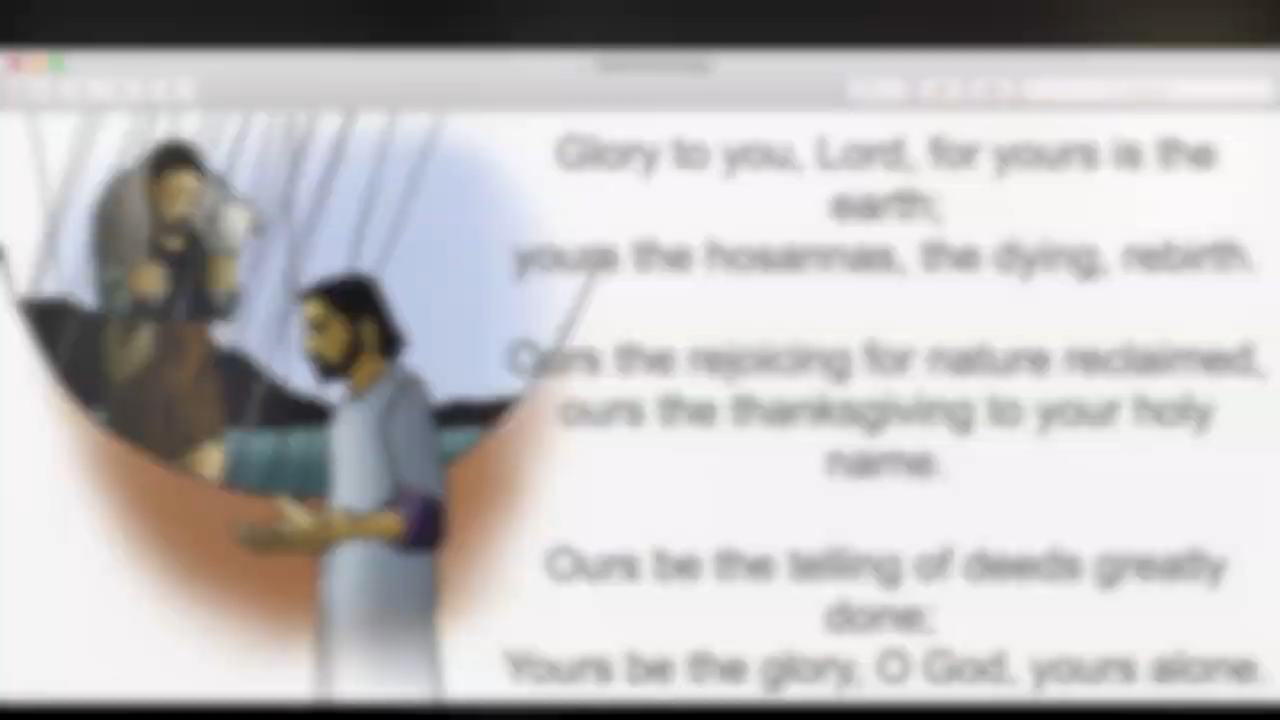 Glory to you, Lord, for yours is the
earth;
yours the hosannas, the dying, rebirth.
Ours the rejoicing for nature reclaimed,
ours the thanksgiving to your holy
name.
Ours be the telling of deeds greatly
done;
Yours be the glory, O God, yours alone.